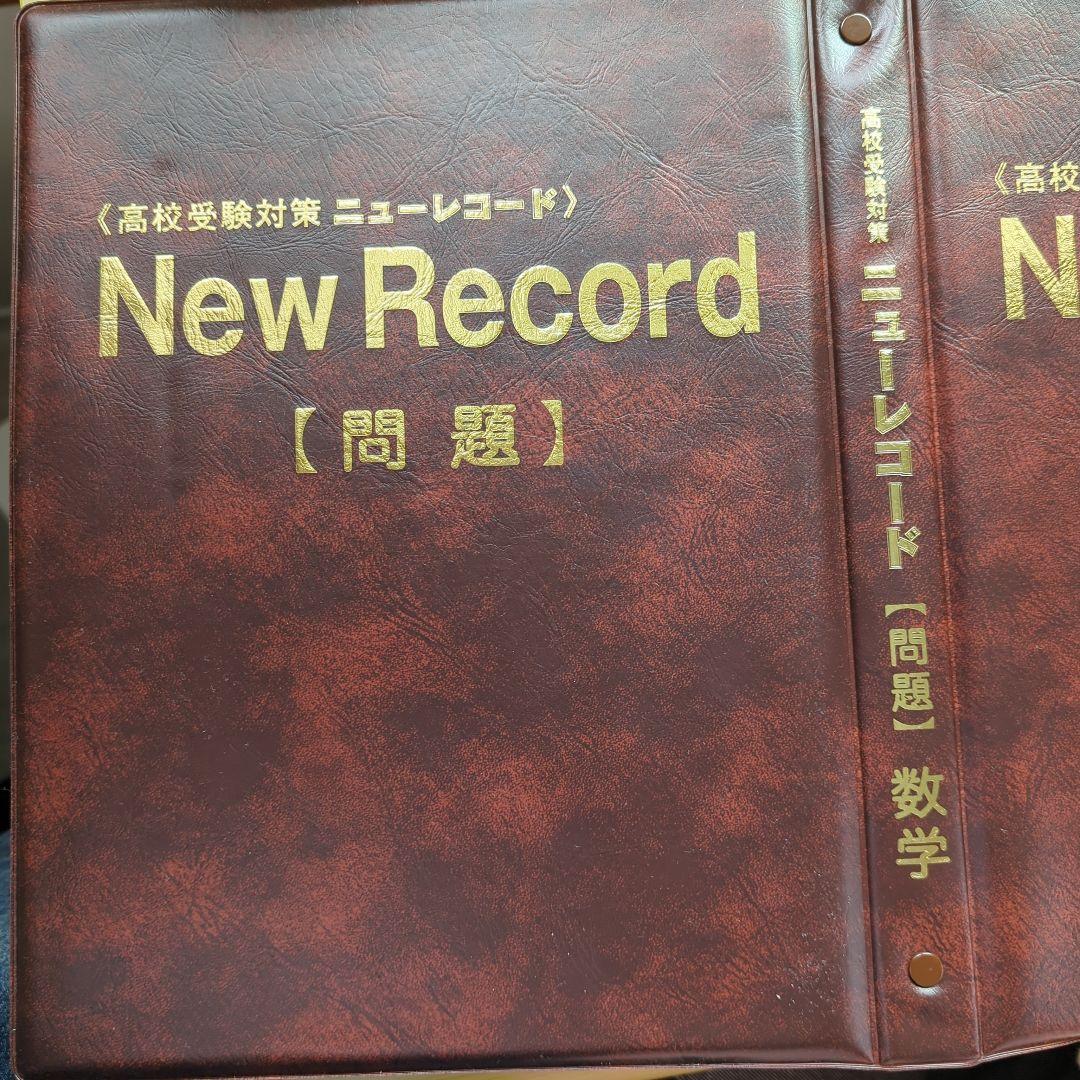 《高校受験対策 ニューレコード》
New Record
【問題】
高校受験対策 ニューレコード【問題】 数学
《高校
N